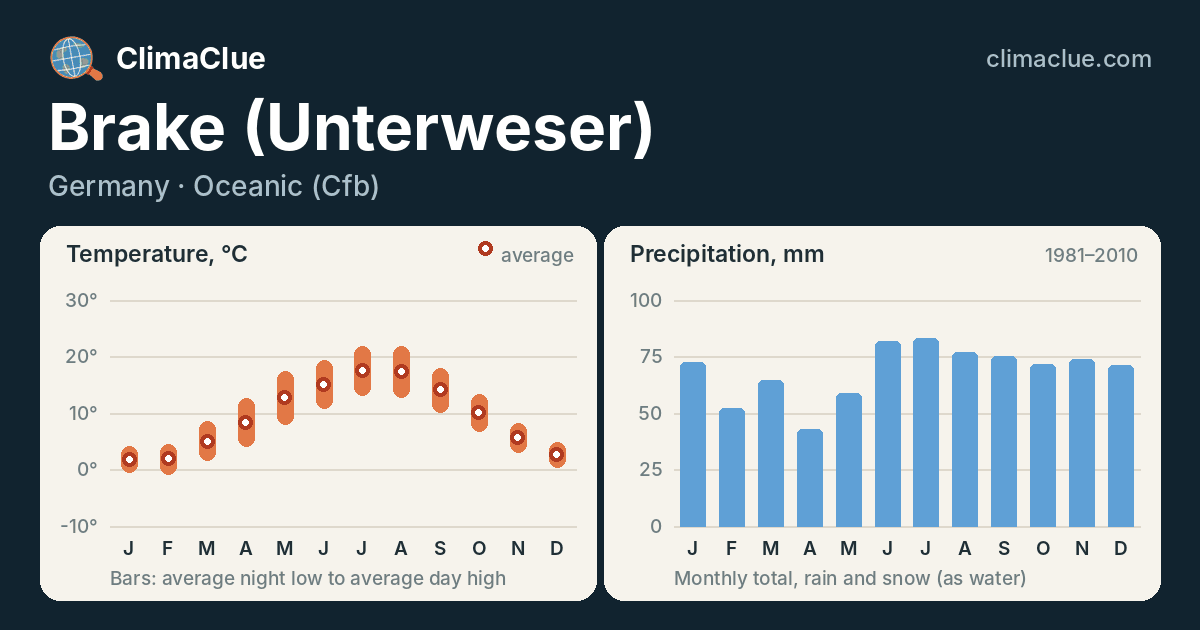 ClimaClue
climaclue.com
Brake (Unterweser)
Germany · Oceanic (Cfb)
Temperature, °C
average
30°
20°
10°
0°
-10°
J F M A M J J A S O N D
Bars: average night low to average day high
Precipitation, mm
1981–2010
100
75
50
25
0
J F M A M J J A S O N D
Monthly total, rain and snow (as water)